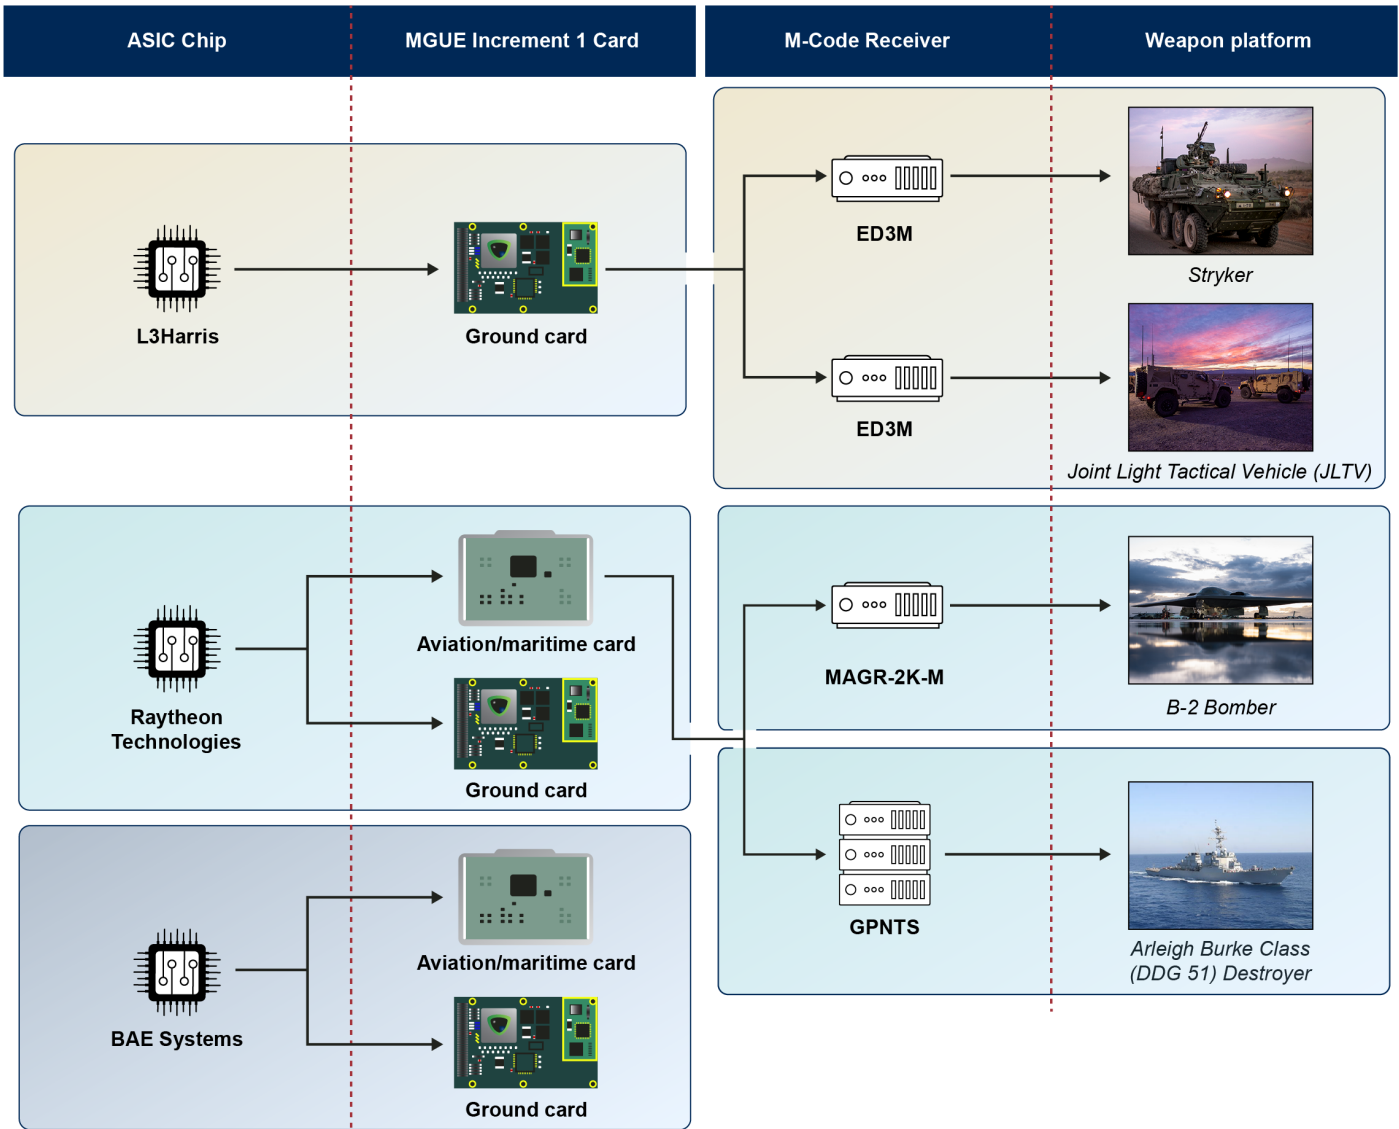 ASIC Chip
MGUE Increment 1 Card
M-Code Receiver
Weapon platform
L3Harris
Ground card
ED3M
Stryker
ED3M
Joint Light Tactical Vehicle (JLTV)
Raytheon
Technologies
Aviation/maritime card
Ground card
MAGR-2K-M
B-2 Bomber
GPNTS
Arleigh Burke Class
(DDG 51) Destroyer
BAE Systems
Aviation/maritime card
Ground card